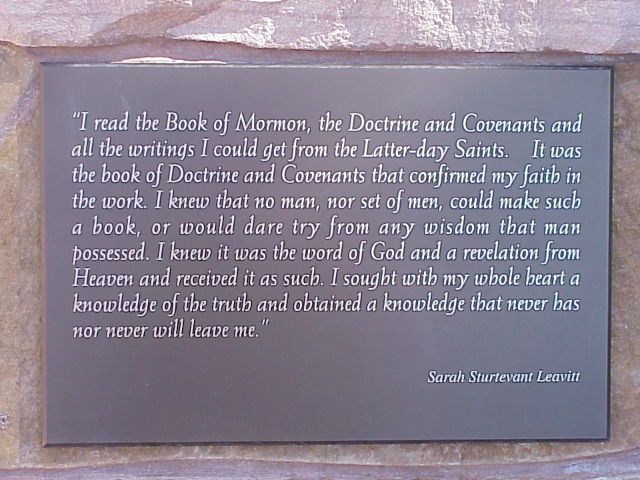 “I read the Book of Mormon, the Doctrine and Covenants and
all the writings I could get from the Latter-day Saints. It was
the book of Doctrine and Covenants that confirmed my faith in
the work. I knew that no man, nor set of men, could make such
a book, or would dare try from any wisdom that man
possessed. I knew it was the word of God and a revelation from
Heaven and received it as such. I sought with my whole heart a
knowledge of the truth and obtained a knowledge that never has
nor never will leave me.”
Sarah Sturtevant Leavitt